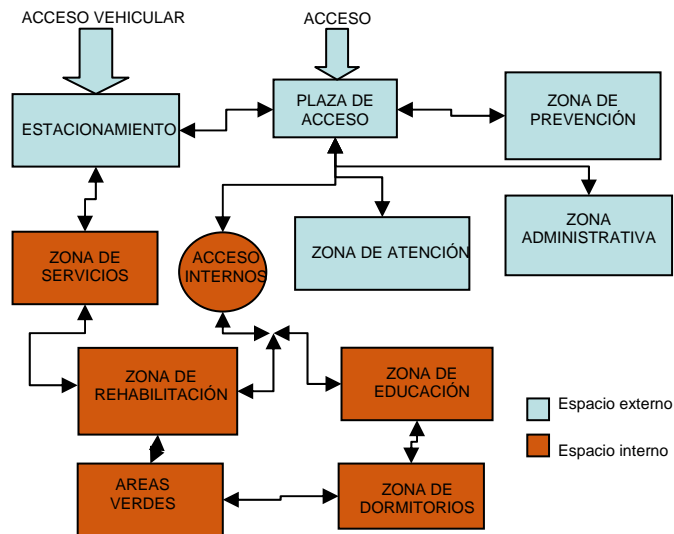 ACCESO VEHICULAR
ACCESO
ESTACIONAMIENTO
PLAZA DE
ACCESO
ZONA DE
PREVENCIÓN
ZONA DE
SERVICIOS
ACCESO
INTERNOS
ZONA DE ATENCIÓN
ZONA
ADMINISTRATIVA
ZONA DE
REHABILITACIÓN
ZONA DE
EDUCACIÓN
Espacio externo
Espacio interno
AREAS
VERDES
ZONA DE
DORMITORIOS